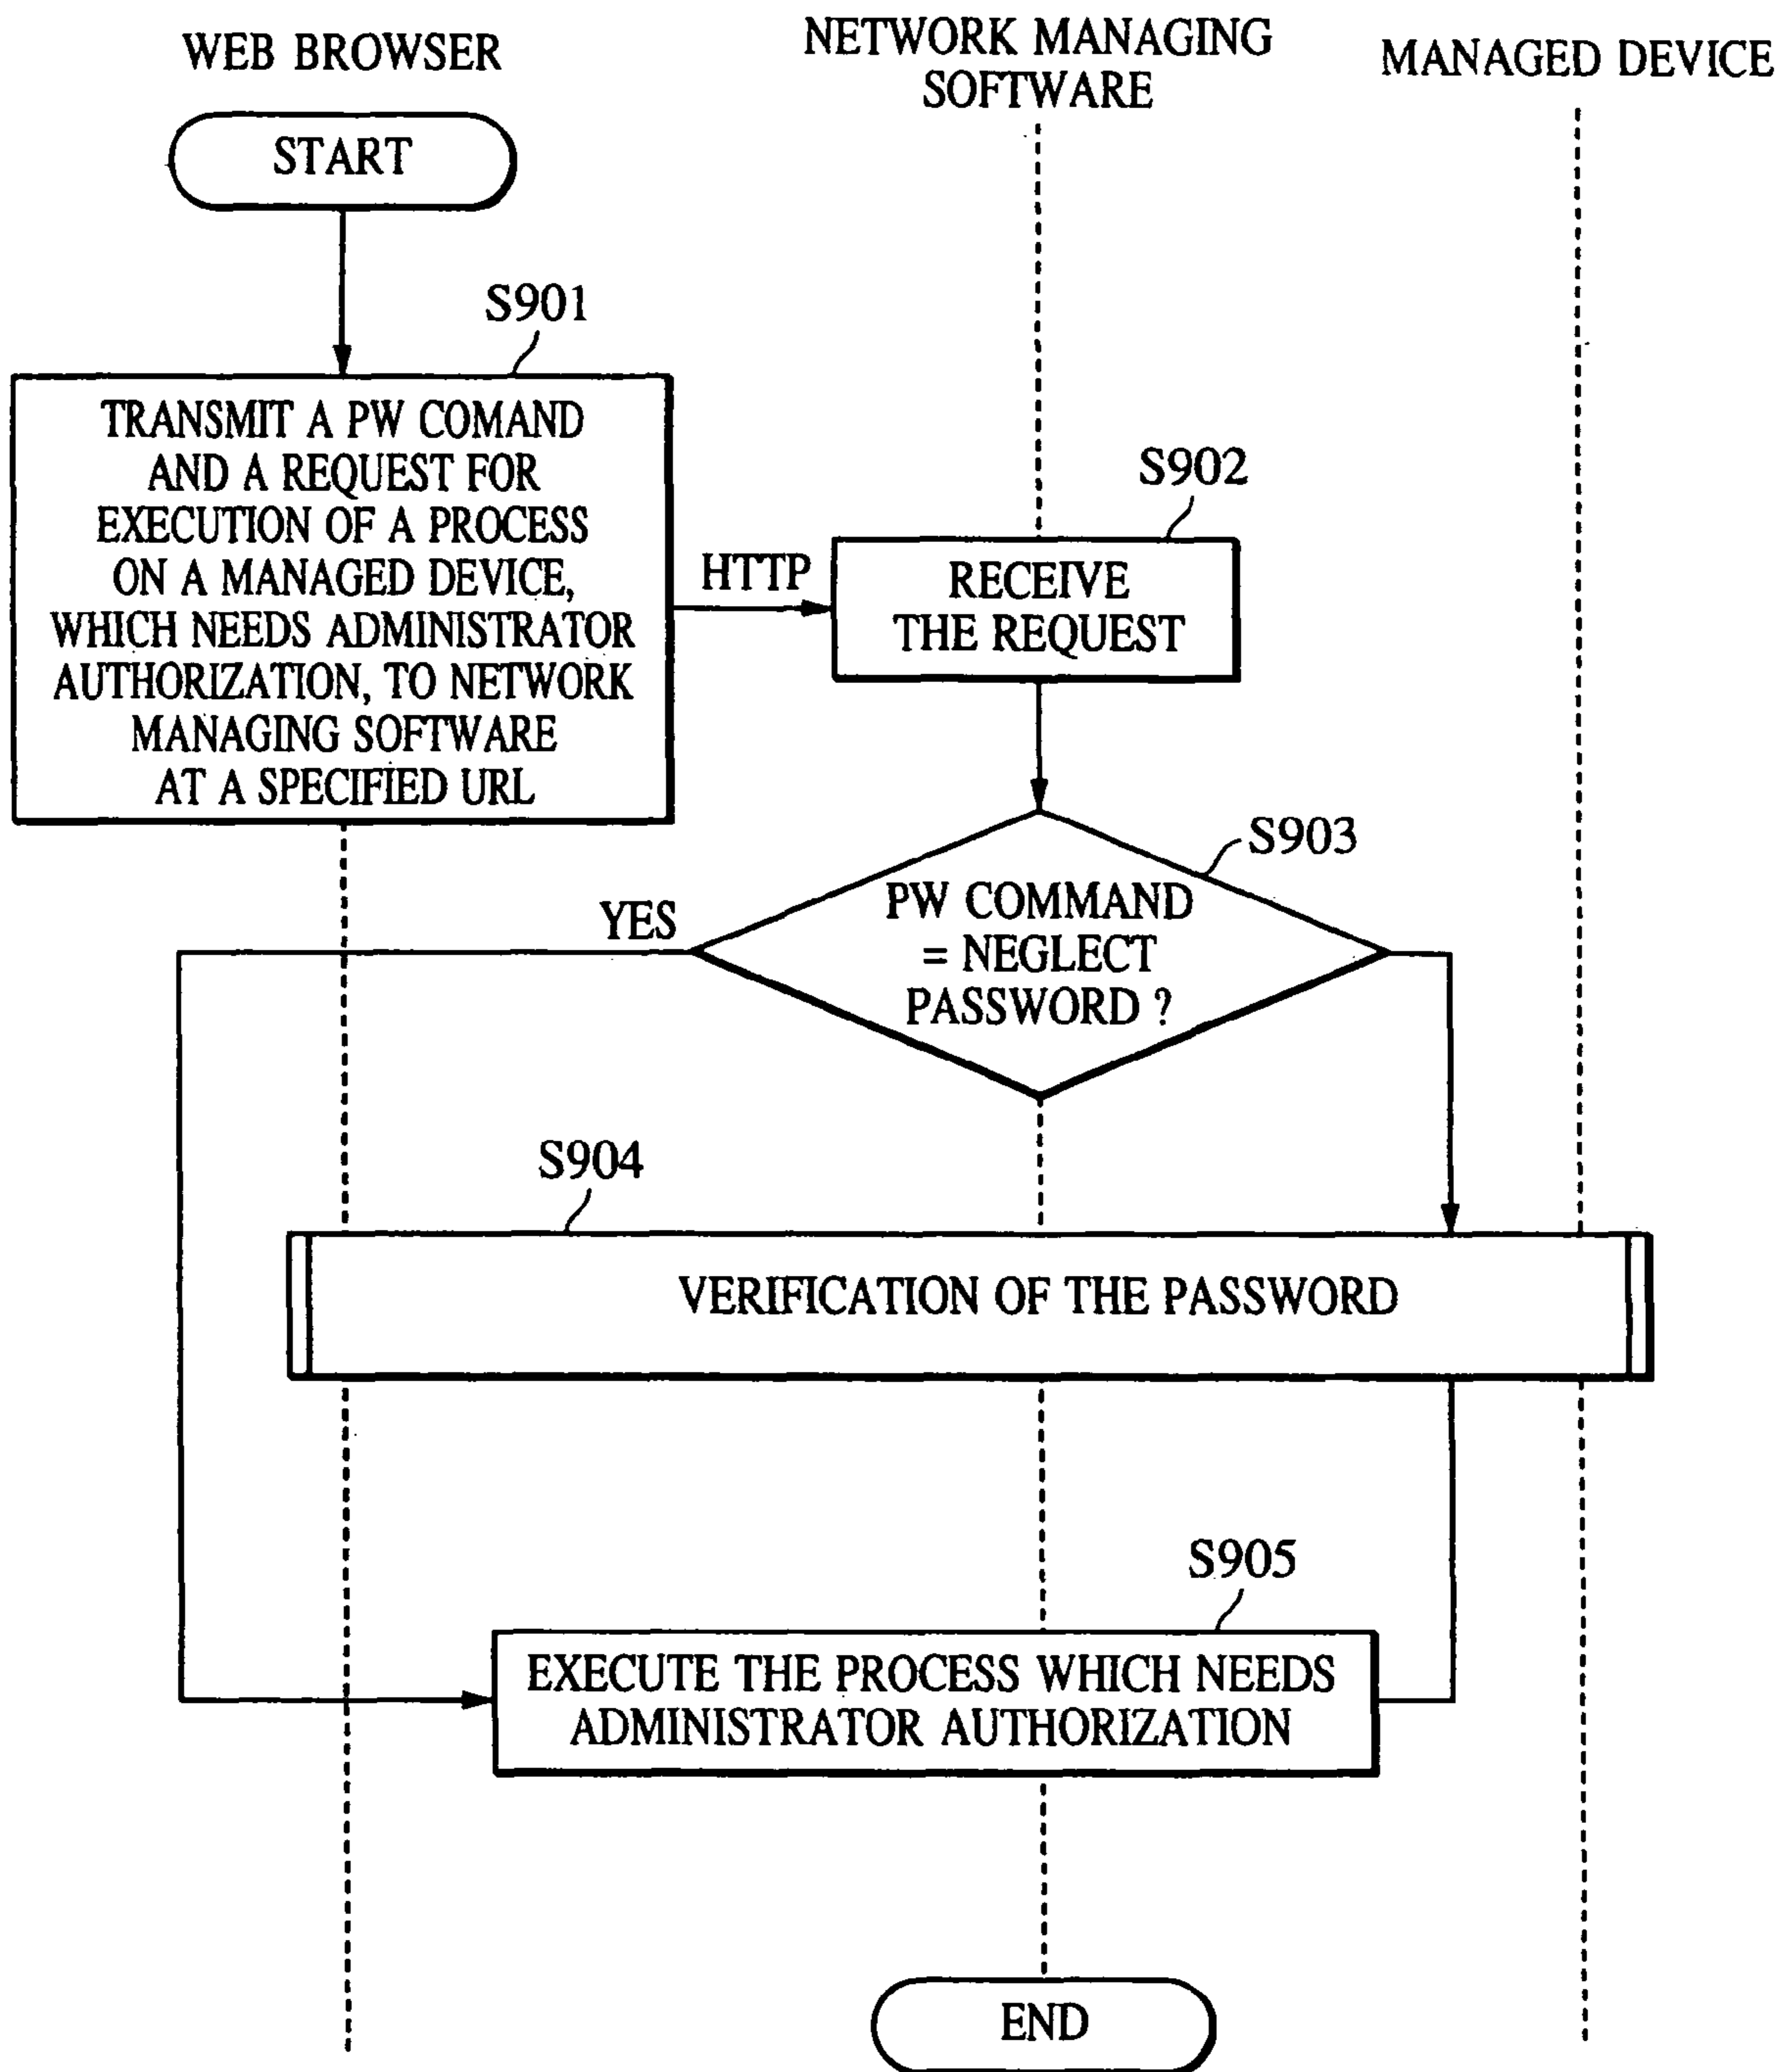 WEB BROWSER
NETWORK MANAGING
SOFTWARE
MANAGED DEVICE
START
S901
TRANSMIT A PW COMAND
AND A REQUEST FOR
EXECUTION OF A PROCESS
ON A MANAGED DEVICE,
WHICH NEEDS ADMINISTRATOR
AUTHORIZATION, TO NETWORK
MANAGING SOFTWARE
AT A SPECIFIED URL
HTTP
S902
RECEIVE
THE REQUEST
S903
PW COMMAND
= NEGLECT
PASSWORD ?
YES
S904
VERIFICATION OF THE PASSWORD
S905
EXECUTE THE PROCESS WHICH NEEDS
ADMINISTRATOR AUTHORIZATION
END